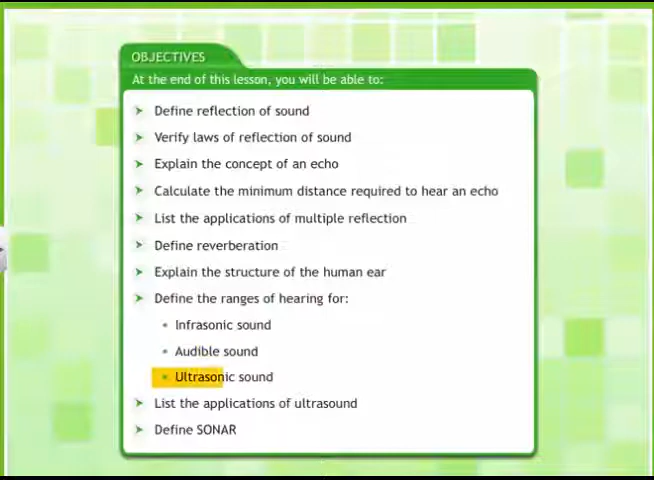 OBJECTIVES
At the end of this lesson, you will be able to:
Define reflection of sound
Verify laws of reflection of sound
Explain the concept of an echo
Calculate the minimum distance required to hear an echo
List the applications of multiple reflection
Define reverberation
Explain the structure of the human ear
Define the ranges of hearing for:
Infrasonic sound
Audible sound
Ultrasonic sound
List the applications of ultrasound
Define SONAR